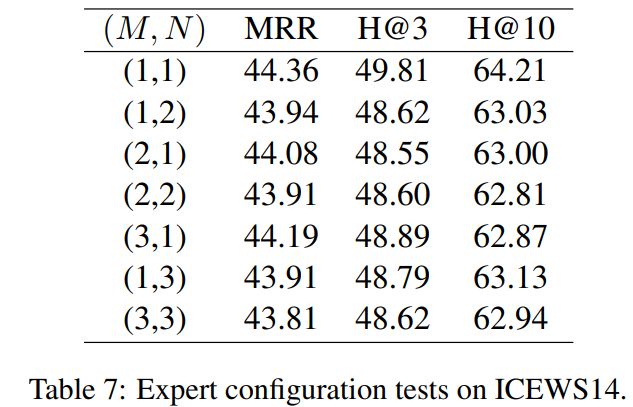 (M, N) MRR H@3 H@10
(1,1) 44.36 49.81 64.21
(1,2) 43.94 48.62 63.03
(2,1) 44.08 48.55 63.00
(2,2) 43.91 48.60 62.81
(3,1) 44.19 48.89 62.87
(1,3) 43.91 48.79 63.13
(3,3) 43.81 48.62 62.94
Table 7: Expert configuration tests on ICEWS14.